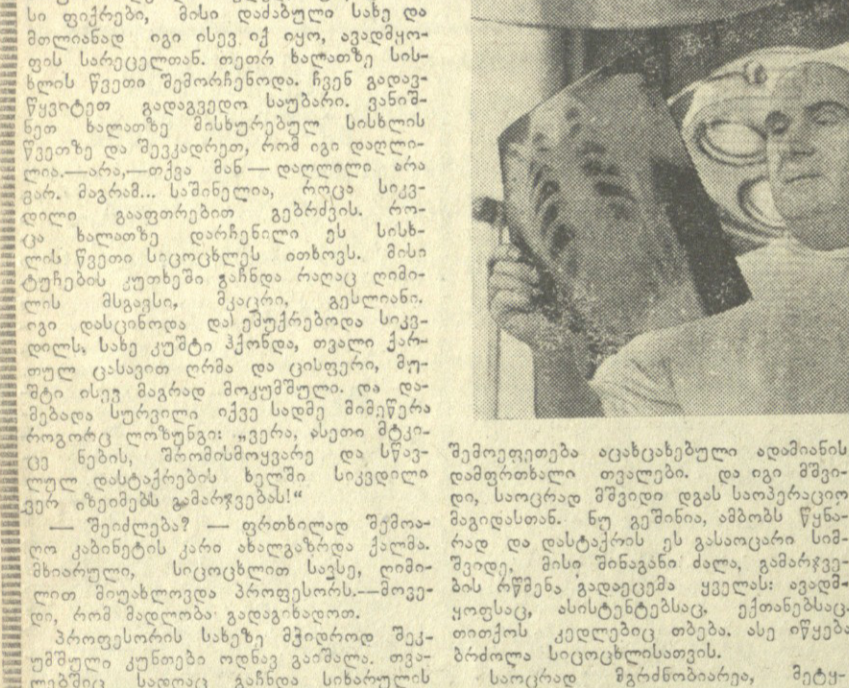 სი ფიქრები, მისი დაძაბული სახე და
მთლიანად იგი ისევ იქ იყო, ავადმყო-
ფის სარეცელთან. თეთრ ხალათზე სის-
ხლის წვეთი შემორჩენოდა. ჩვენ გადავ-
წყვიტეთ გადაგვედო საუბარი. ვანიშ-
ნეთ ხალათზე მისხურებულ სისხლის
წვეთზე და შევკადრეთ, რომ იგი დაღლი-
ლია.—არა,—თქვა მან — დაღლილი არა
ვარ. მაგრამ... საშინელია, როცა სიკვ-
დილი გააფთრებით გებრძვის. რო-
ცა ხალათზე დარჩენილი ეს სისხ-
ლის წვეთი სიცოცხლეს ითხოვს. მისი
ტუჩების კუთხეში გაჩნდა რაღაც ღიმი-
ლის მსგავსი, მკაცრი, გესლიანი.
იგი დასცინოდა და ემუქრებოდა სიკვ-
დილს, სახე კუშტი ჰქონდა, თვალი ქარ-
თულ ცასავით ღრმა და ცისფერი, მუ-
შტი ისევ მაგრად მოკუმშული. და და-
მებადა სურვილი იქვე სადმე მიმეწერა
როგორც ლოზუნგი: „ვერა, ასეთი მტკი-
ცე ნების, შრომისმოყვარე და სწავ-
ლულ დასტაქრების ხელში სიკვდილი
ვერ იზეიმებს გამარჯვებას!“
— შეიძლება? — ფრთხილად შემოა-
ღო კაბინეტის კარი ახალგაზრდა ქალმა.
მხიარული, სიცოცხლით სავსე, ღიმი-
ლით მიუახლოვდა პროფესორს.—მოვე-
დი, რომ მადლობა გადაგიხადოთ.
პროფესორის სახეზე მჭიდროდ შეკ-
უმშული კუნთები ოდნავ გაიშალა. თვა-
ლებშიც სადღაც გაჩნდა სიხარულის
შემოეფეთება აცახცახებული ადამიანის
დამფრთხალი თვალები. და იგი მშვი-
დი, საოცრად მშვიდი დგას საოპერაციო
მაგიდასთან. ნუ გეშინია, ამბობს წყნა-
რად და დასტაქრის ეს გასაოცარი სიმ-
შვიდე, მისი შინაგანი ძალა, გამარჯვე-
ბის რწმენა გადაეცემა ყველას: ავადმ-
ყოფსაც, ასისტენტებსაც, ექთანებსაც.
თითქოს კედლებიც თბება. ასე იწყება
ბრძოლა სიცოცხლისათვის.
საოცრად მგრძნობიარეა, მეტყ-